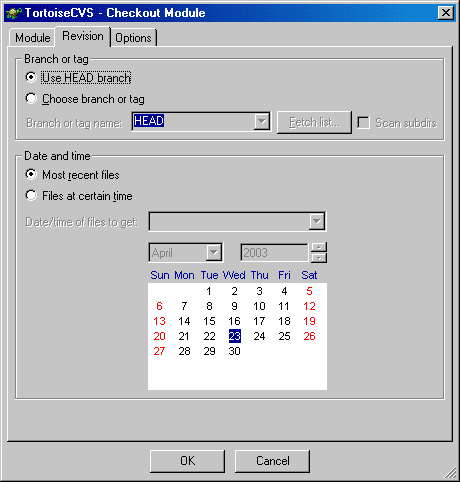 TortoiseCVS - Checkout Module
Module Revision Options
Branch or tag
Use HEAD branch
Choose branch or tag
Branch or tag name: HEAD Fetch list... Scan subdirs
Date and time
Most recent files
Files at certain time
Date/time of files to get:
April 2003
Sun Mon Tue Wed Thu Fri Sat
1 2 3 4 5
6 7 8 9 10 11 12
13 14 15 16 17 18 19
20 21 22 23 24 25 26
27 28 29 30
OK Cancel